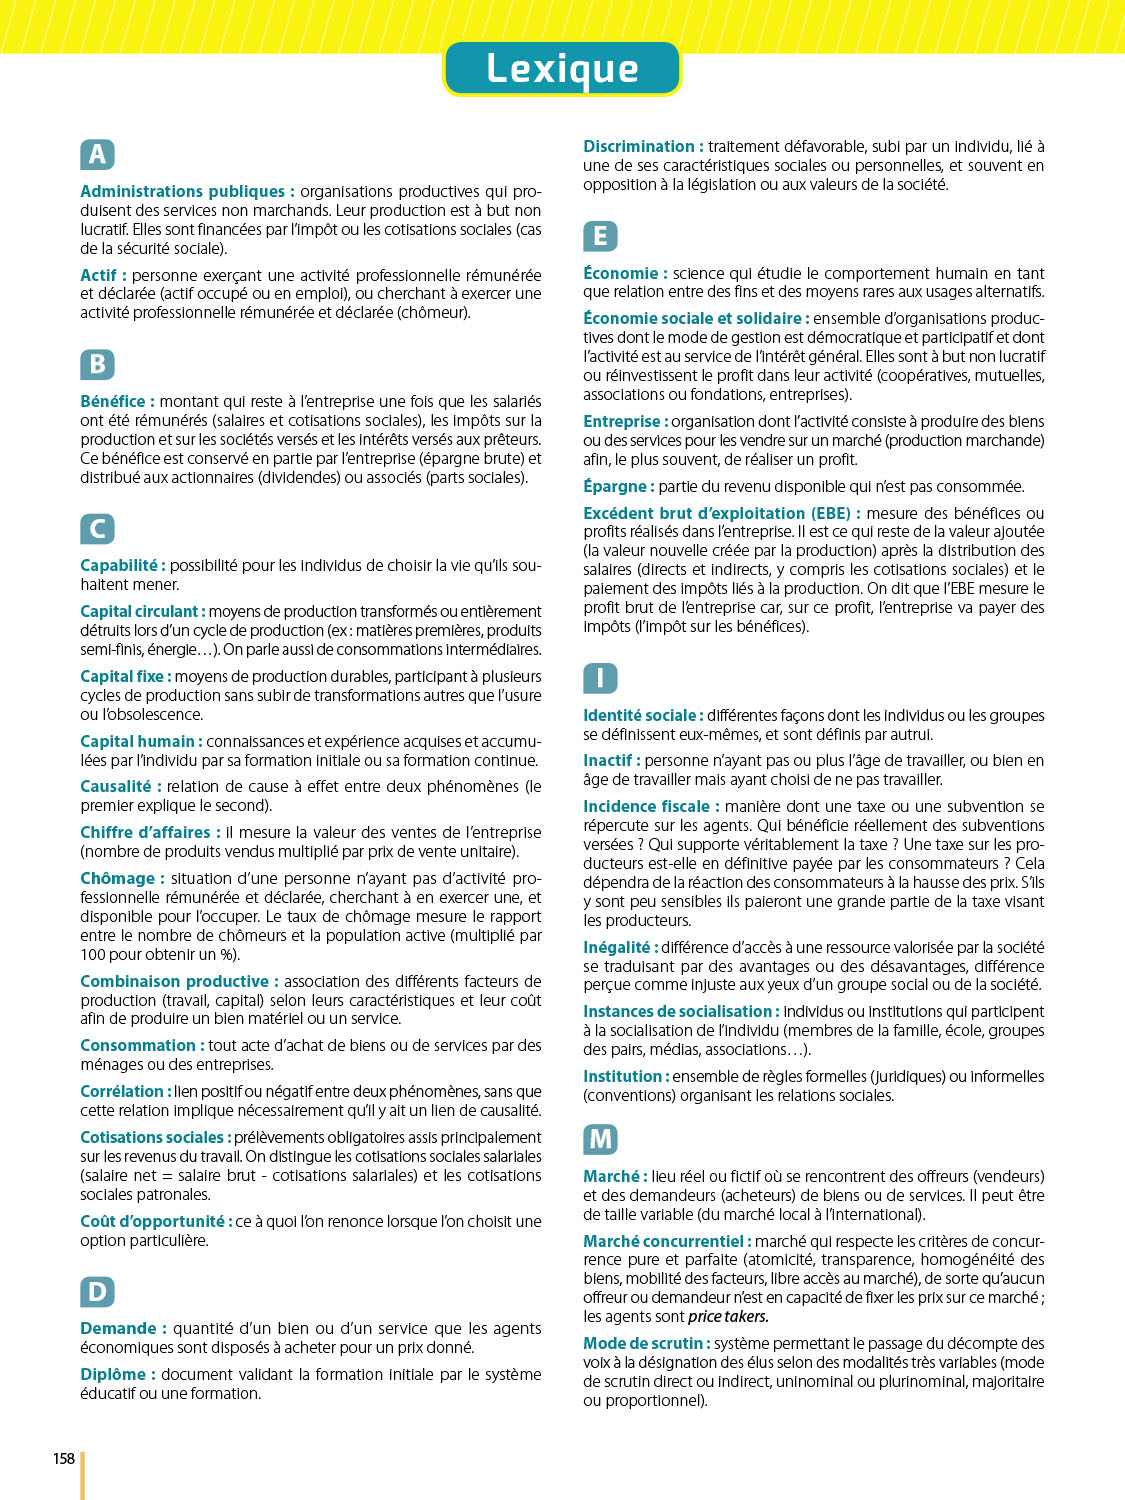 Lexique
A
Administrations publiques : organisations productives qui pro-
duisent des services non marchands. Leur production est à but non
lucratif. Elles sont financées par l’impôt ou les cotisations sociales (cas
de la sécurité sociale).
Actif : personne exerçant une activité professionnelle rémunérée
et déclarée (actif occupé ou en emploi), ou cherchant à exercer une
activité professionnelle rémunérée et déclarée (chômeur).
B
Bénéfice : montant qui reste à l’entreprise une fois que les salariés
ont été rémunérés (salaires et cotisations sociales), les impôts sur la
production et sur les sociétés versés et les intérêts versés aux prêteurs.
Ce bénéfice est conservé en partie par l’entreprise (épargne brute) et
distribué aux actionnaires (dividendes) ou associés (parts sociales).
C
Capabilité : possibilité pour les individus de choisir la vie qu’ils sou-
haitent mener.
Capital circulant : moyens de production transformés ou entièrement
détruits lors d’un cycle de production (ex : matières premières, produits
semi-finis, énergie…). On parle aussi de consommations intermédiaires.
Capital fixe : moyens de production durables, participant à plusieurs
cycles de production sans subir de transformations autres que l’usure
ou l’obsolescence.
Capital humain : connaissances et expérience acquises et accumu-
lées par l’individu par sa formation initiale ou sa formation continue.
Causalité : relation de cause à effet entre deux phénomènes (le
premier explique le second).
Chiffre d’affaires : il mesure la valeur des ventes de l’entreprise
(nombre de produits vendus multiplié par prix de vente unitaire).
Chômage : situation d’une personne n’ayant pas d’activité pro-
fessionnelle rémunérée et déclarée, cherchant à en exercer une, et
disponible pour l’occuper. Le taux de chômage mesure le rapport
entre le nombre de chômeurs et la population active (multiplié par
100 pour obtenir un %).
Combinaison productive : association des différents facteurs de
production (travail, capital) selon leurs caractéristiques et leur coût
afin de produire un bien matériel ou un service.
Consommation : tout acte d’achat de biens ou de services par des
ménages ou des entreprises.
Corrélation : lien positif ou négatif entre deux phénomènes, sans que
cette relation implique nécessairement qu’il y ait un lien de causalité.
Cotisations sociales : prélèvements obligatoires assis principalement
sur les revenus du travail. On distingue les cotisations sociales salariales
(salaire net = salaire brut - cotisations salariales) et les cotisations
sociales patronales.
Coût d’opportunité : ce à quoi l’on renonce lorsque l’on choisit une
option particulière.
D
Demande : quantité d’un bien ou d’un service que les agents
économiques sont disposés à acheter pour un prix donné.
Diplôme : document validant la formation initiale par le système
éducatif ou une formation.
Discrimination : traitement défavorable, subi par un individu, lié à
une de ses caractéristiques sociales ou personnelles, et souvent en
opposition à la législation ou aux valeurs de la société.
E
Économie : science qui étudie le comportement humain en tant
que relation entre des fins et des moyens rares aux usages alternatifs.
Économie sociale et solidaire : ensemble d’organisations produc-
tives dont le mode de gestion est démocratique et participatif et dont
l’activité est au service de l’intérêt général. Elles sont à but non lucratif
ou réinvestissent le profit dans leur activité (coopératives, mutuelles,
associations ou fondations, entreprises).
Entreprise : organisation dont l’activité consiste à produire des biens
ou des services pour les vendre sur un marché (production marchande)
afin, le plus souvent, de réaliser un profit.
Épargne : partie du revenu disponible qui n’est pas consommée.
Excédent brut d’exploitation (EBE) : mesure des bénéfices ou
profits réalisés dans l’entreprise. Il est ce qui reste de la valeur ajoutée
(la valeur nouvelle créée par la production) après la distribution des
salaires (directs et indirects, y compris les cotisations sociales) et le
paiement des impôts liés à la production. On dit que l’EBE mesure le
profit brut de l’entreprise car, sur ce profit, l’entreprise va payer des
impôts (l’impôt sur les bénéfices).
I
Identité sociale : différentes façons dont les individus ou les groupes
se définissent eux-mêmes, et sont définis par autrui.
Inactif : personne n’ayant pas ou plus l’âge de travailler, ou bien en
âge de travailler mais ayant choisi de ne pas travailler.
Incidence fiscale : manière dont une taxe ou une subvention se
répercute sur les agents. Qui bénéficie réellement des subventions
versées ? Qui supporte véritablement la taxe ? Une taxe sur les pro-
ducteurs est-elle en définitive payée par les consommateurs ? Cela
dépendra de la réaction des consommateurs à la hausse des prix. S’ils
y sont peu sensibles ils paieront une grande partie de la taxe visant
les producteurs.
Inégalité : différence d’accès à une ressource valorisée par la société
se traduisant par des avantages ou des désavantages, différence
perçue comme injuste aux yeux d’un groupe social ou de la société.
Instances de socialisation : individus ou institutions qui participent
à la socialisation de l’individu (membres de la famille, école, groupes
des pairs, médias, associations…).
Institution : ensemble de règles formelles (juridiques) ou informelles
(conventions) organisant les relations sociales.
M
Marché : lieu réel ou fictif où se rencontrent des offreurs (vendeurs)
et des demandeurs (acheteurs) de biens ou de services. Il peut être
de taille variable (du marché local à l’international).
Marché concurrentiel : marché qui respecte les critères de concur-
rence pure et parfaite (atomicité, transparence, homogénéité des
biens, mobilité des facteurs, libre accès au marché), de sorte qu’aucun
offreur ou demandeur n’est en capacité de fixer les prix sur ce marché ;
les agents sont price takers.
Mode de scrutin : système permettant le passage du décompte des
voix à la désignation des élus selon des modalités très variables (mode
de scrutin direct ou indirect, uninominal ou plurinominal, majoritaire
ou proportionnel).
158